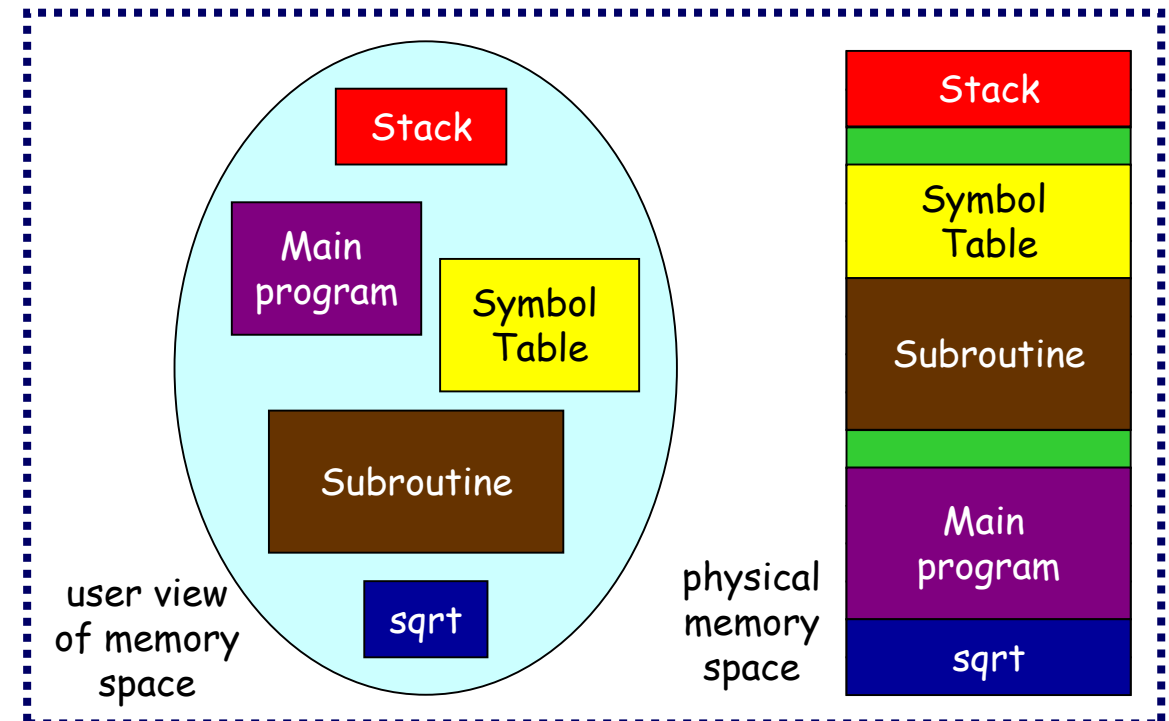 Stack
Main
program
Symbol
Table
Subroutine
sqrt
user view
of memory
space
Stack
Symbol
Table
Subroutine
Main
program
sqrt
physical
memory
space